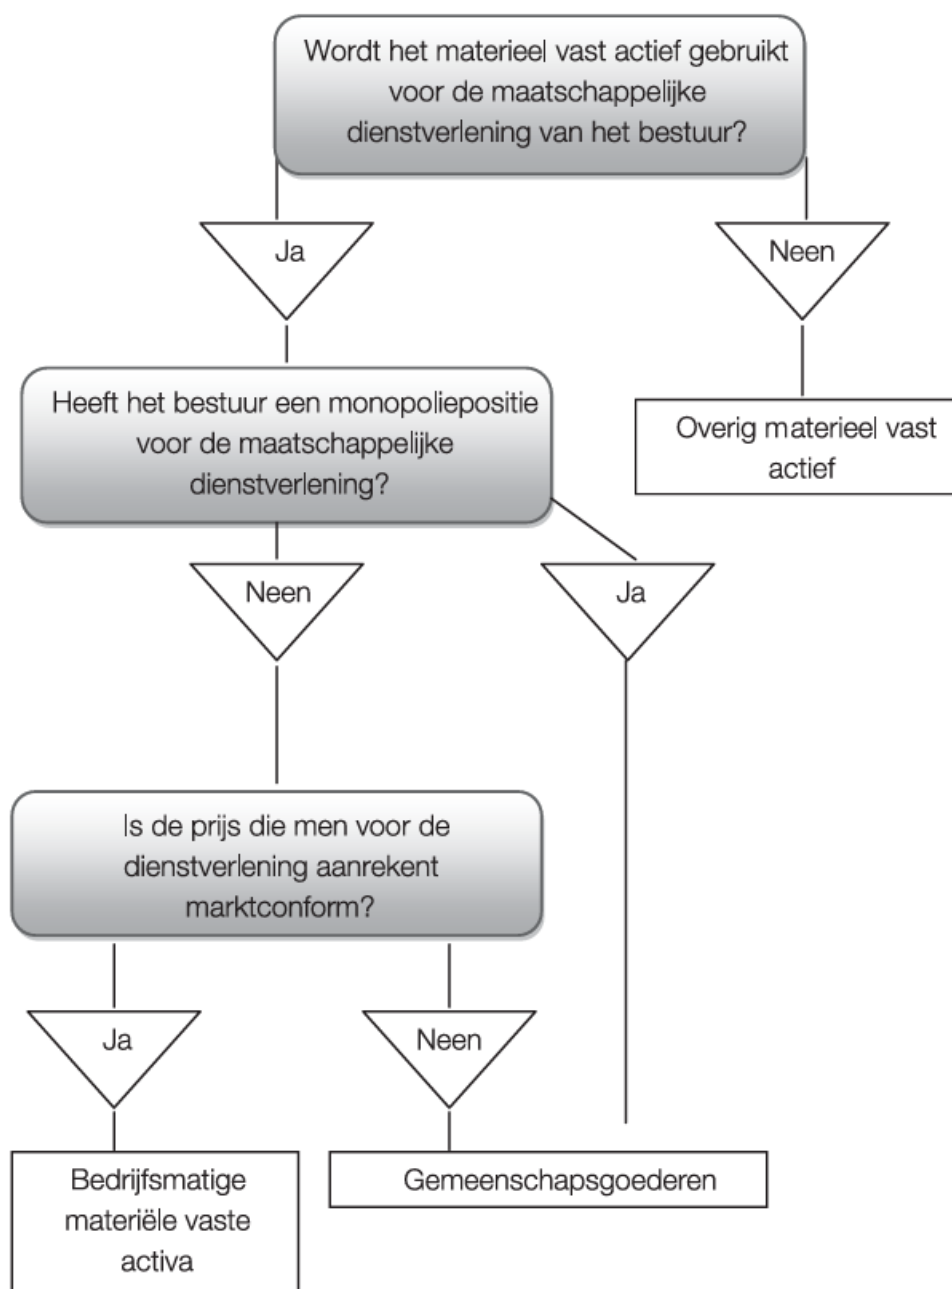 Wordt het materieel vast actief gebruikt
voor de maatschappelijke
dienstverlening van het bestuur?
Ja
Neen
Heeft het bestuur een monopoliepositie
voor de maatschappelijke
dienstverlening?
Overig materieel vast
actief
Neen
Ja
Is de prijs die men voor de
dienstverlening aanrekent
marktconform?
Ja
Neen
Bedrijfsmatige
materiële vaste
activa
Gemeenschapsgoederen